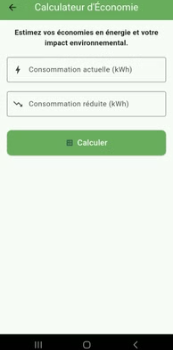 Calculateur d'Économie
Estimez vos économies en énergie et votre
impact environnemental.
Consommation actuelle (kWh)
Consommation réduite (kWh)
Calculer